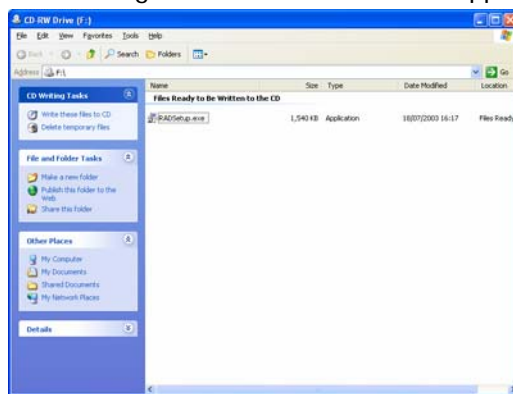 CD-RW Drive (F:)
File Edit View Favorites Tools Help
Back Search Folders
Address F:\ Go
CD Writing Tasks
Write these files to CD
Delete temporary files
File and Folder Tasks
Make a new folder
Publish this folder to the
Web
Share this folder
Other Places
My Computer
My Documents
Shared Documents
My Network Places
Details
Name Size Type Date Modified Location
Files Ready to Be Written to the CD
RADSetup.exe 1,540 KB Application 18/07/2003 16:17 Files Ready